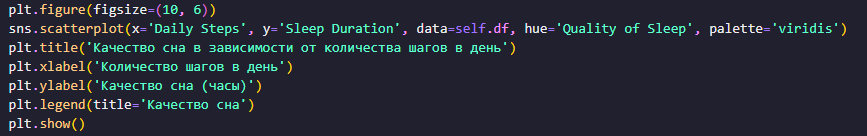 plt.figure(figsize=(10, 6))
sns.scatterplot(x='Daily Steps', y='Sleep Duration', data=self.df, hue='Quality of Sleep', palette='viridis')
plt.title('Качество сна в зависимости от количества шагов в день')
plt.xlabel('Количество шагов в день')
plt.ylabel('Качество сна (часы)')
plt.legend(title='Качество сна')
plt.show()